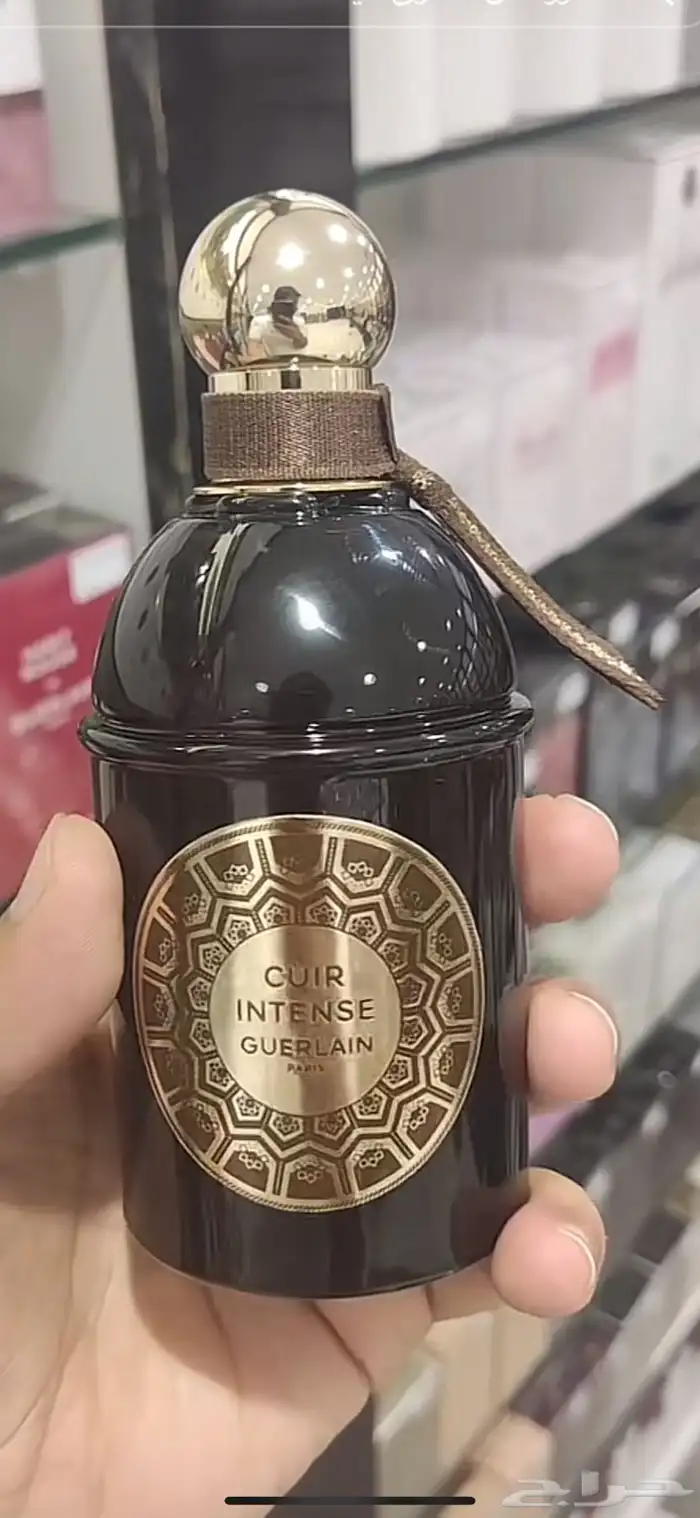 CUIR
INTENSE
GUERLAIN
PARIS
حراج